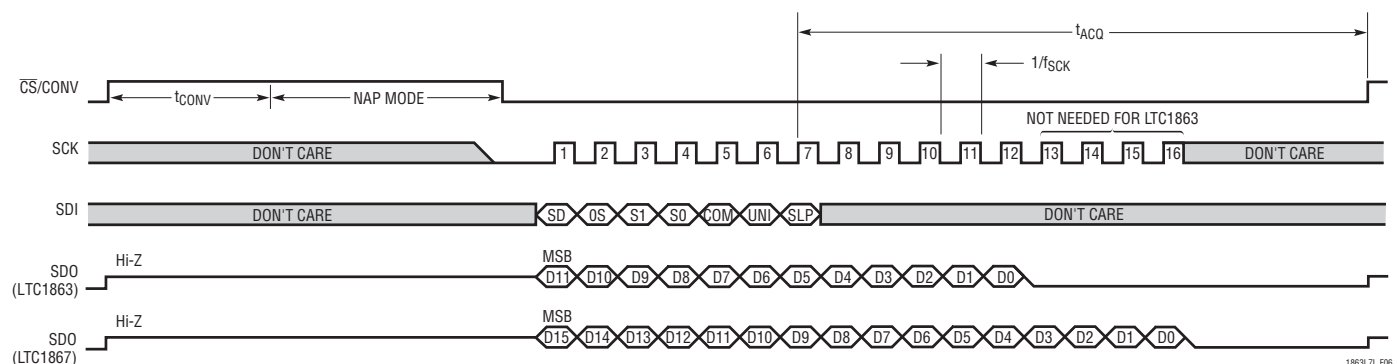 tACQ
1/fSCK
CS/CONV
tCONV
NAP MODE
NOT NEEDED FOR LTC1863
SCK
DON'T CARE
1 2 3 4 5 6 7 8 9 10 11 12 13 14 15 16
DON'T CARE
SDI
DON'T CARE
SD 0S S1 S0 COM UNI SLP
DON'T CARE
SDO
(LTC1863)
Hi-Z
MSB
D11 D10 D9 D8 D7 D6 D5 D4 D3 D2 D1 D0
SDO
(LTC1867)
Hi-Z
MSB
D15 D14 D13 D12 D11 D10 D9 D8 D7 D6 D5 D4 D3 D2 D1 D0
1863L7L F06